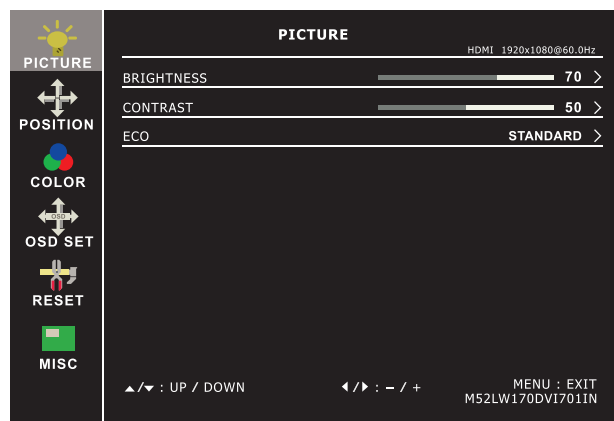 PICTURE
POSITION
COLOR
OSD
OSD SET
RESET
MISC
PICTURE
HDMI 1920x1080@60.0Hz
BRIGHTNESS 70 >
CONTRAST 50 >
ECO STANDARD >
▲/▼ : UP / DOWN ◀/▶ : – / + MENU : EXIT
M52LW170DVI701IN